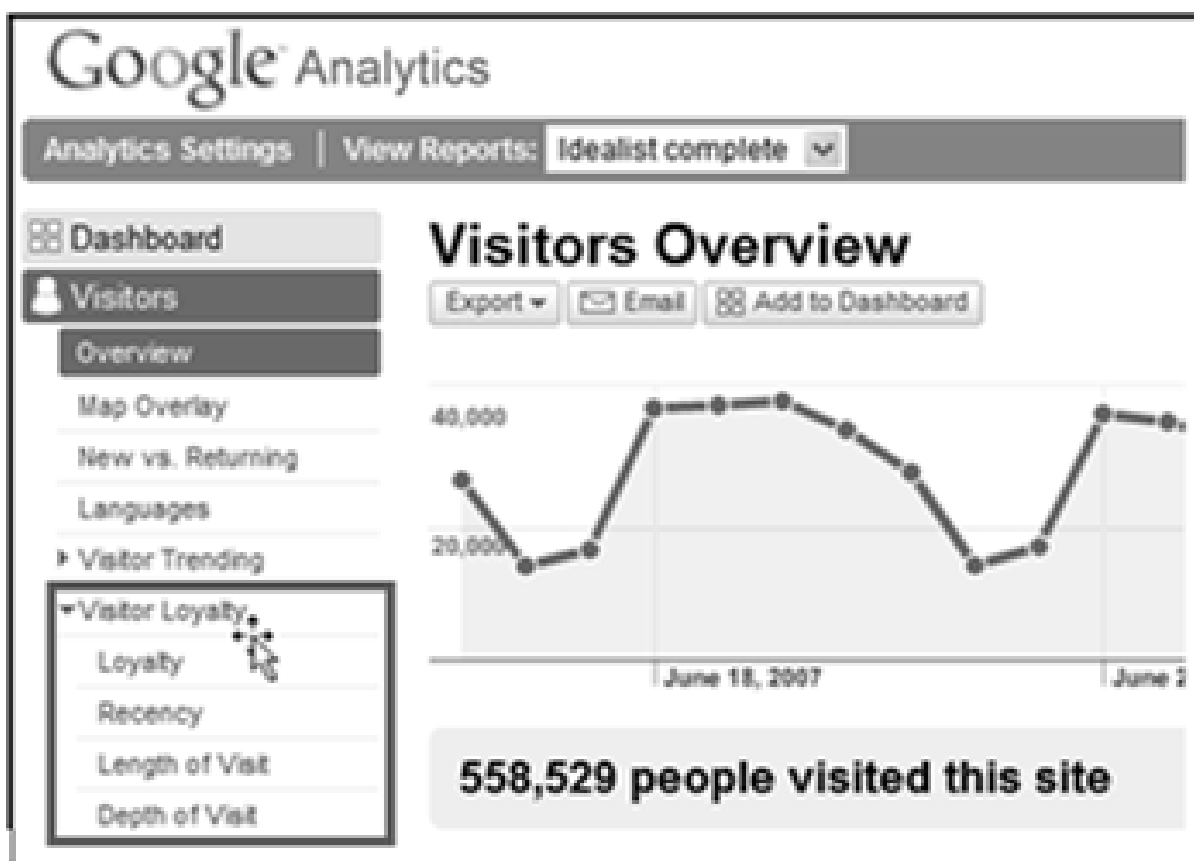 Google Analytics
Analytics Settings | View Reports: Idealist complete
Dashboard
Visitors
Overview
Map Overlay
New vs. Returning
Languages
Visitor Trending
Visitor Loyalty
Loyalty
Recency
Length of Visit
Depth of Visit
Visitors Overview
Export Email Add to Dashboard
40,000
20,000
June 18, 2007
June
558,529 people visited this site